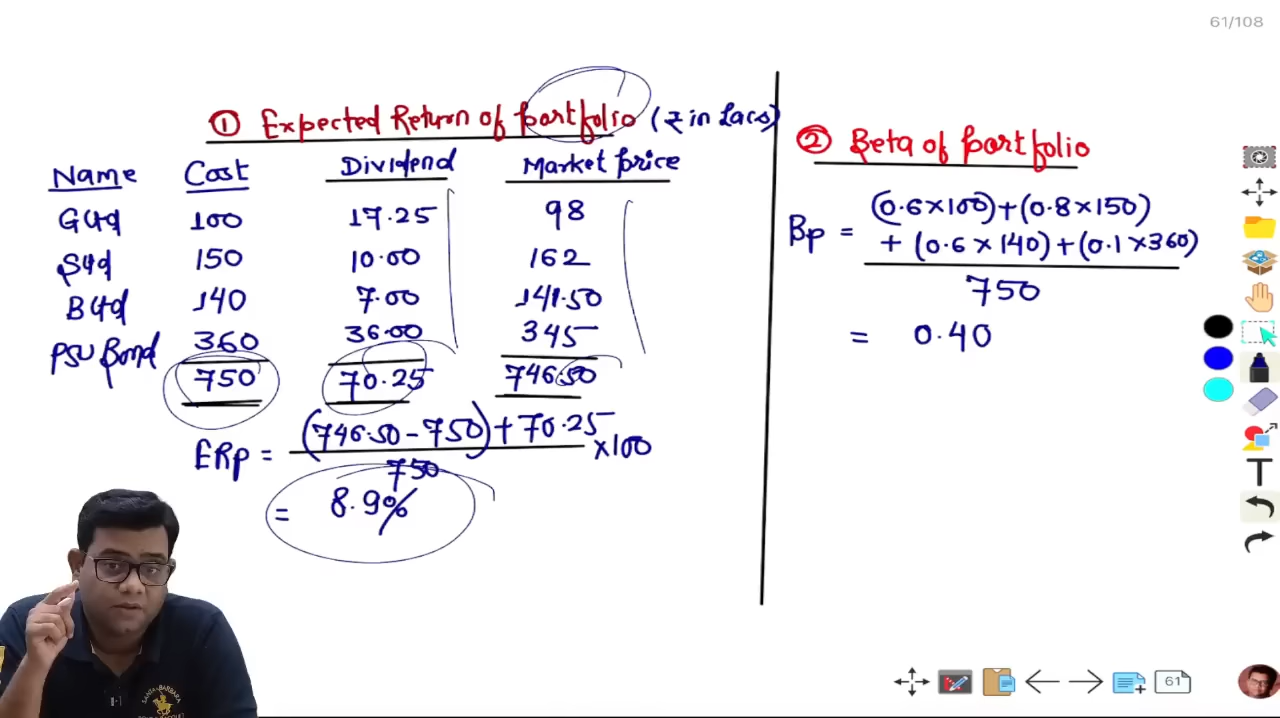 61/108
① Expected Return of portfolio (₹ in Lacs)
Name Cost Dividend Market price
G Ltd 100 17.25 98
S Ltd 150 10.00 162
B Ltd 140 7.00 141.50
PSU Bond 360 36.00 345
750 70.25 746.50
ERp = (746.50 - 750) + 70.25 ×100
750
= 8.9%
② Beta of portfolio
Bp = (0.6×100)+(0.8×150)
+ (0.6×140)+(0.1×360)
750
= 0.40
T
SANTA BARBARA
61